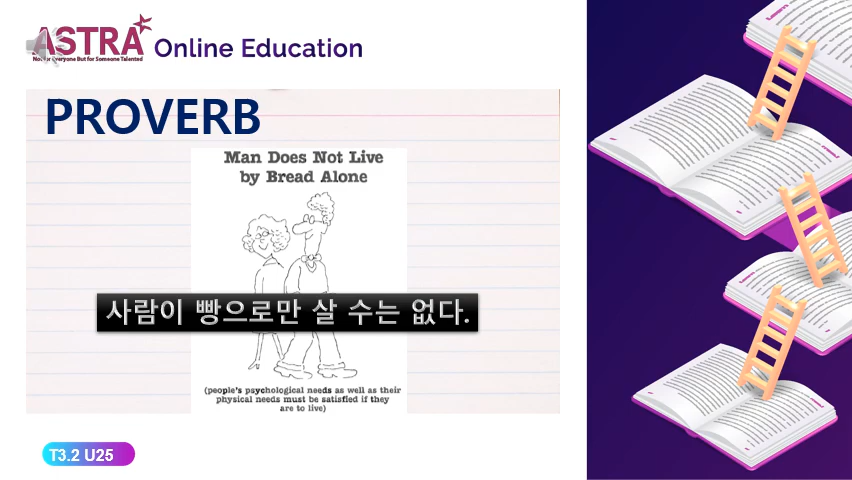 ASTRA
Not for Everyone But for Someone Talented
Online Education
PROVERB
Man Does Not Live
by Bread Alone
사람이 빵으로만 살 수는 없다.
(people's psychological needs as well as their
physical needs must be satisfied if they
are to live)
T3.2 U25